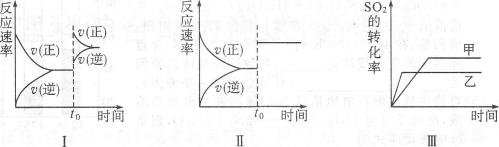 反应速率
v(正)
v(逆)
v(正)
v(逆)
t₀
时间
Ⅰ
反应速率
v(正)
v(逆)
t₀
时间
Ⅱ
SO₂的转化率
甲
乙
时间
Ⅲ